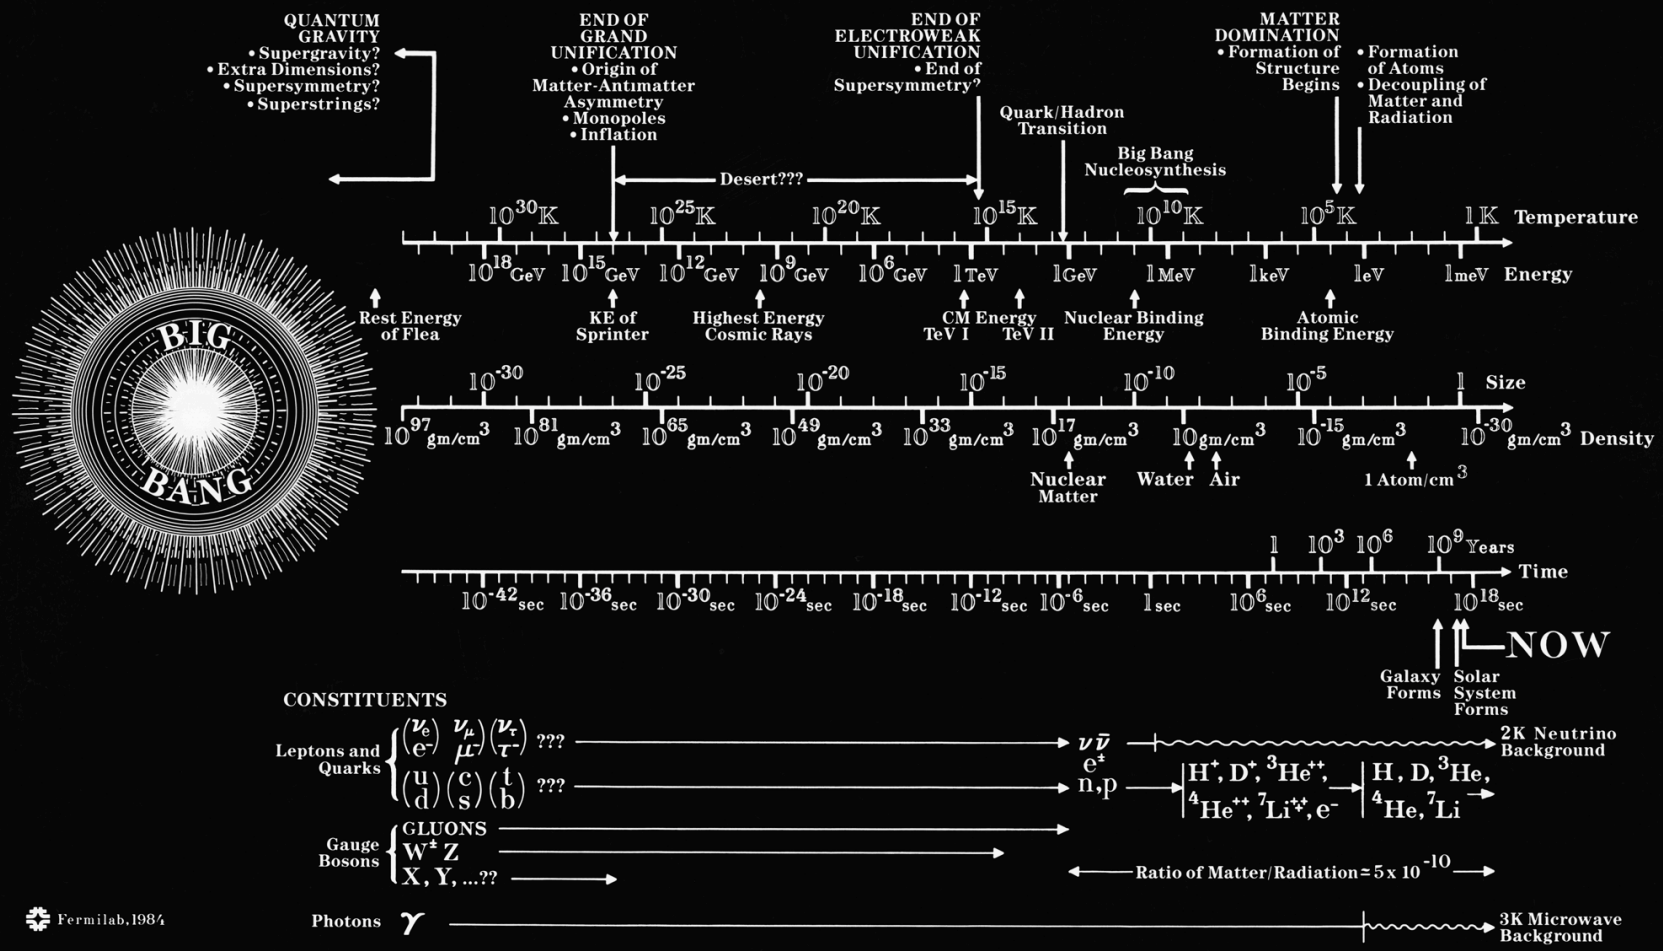 QUANTUM
GRAVITY
• Supergravity?
• Extra Dimensions?
• Supersymmetry?
• Superstrings?
END OF
GRAND
UNIFICATION
• Origin of
Matter-Antimatter
Asymmetry
• Monopoles
• Inflation
END OF
ELECTROWEAK
UNIFICATION
• End of
Supersymmetry?
Quark/Hadron
Transition
Big Bang
Nucleosynthesis
MATTER
DOMINATION
• Formation of
Structure
Begins
• Formation
of Atoms
• Decoupling of
Matter and
Radiation
Desert???
10³⁰K 10²⁵K 10²⁰K 10¹⁵K 10¹⁰K 10⁵K 1K Temperature
10¹⁸GeV 10¹⁵GeV 10¹²GeV 10⁹GeV 10⁶GeV 1TeV 1GeV 1MeV 1keV 1eV 1meV Energy
Rest Energy
of Flea
KE of
Sprinter
Highest Energy
Cosmic Rays
CM Energy
TeV I TeV II
Nuclear Binding
Energy
Atomic
Binding Energy
BIG
BANG
10⁻³⁰ 10⁻²⁵ 10⁻²⁰ 10⁻¹⁵ 10⁻¹⁰ 10⁻⁵ 1 Size
10⁹⁷gm/cm³ 10⁸¹gm/cm³ 10⁶⁵gm/cm³ 10⁴⁹gm/cm³ 10³³gm/cm³ 10¹⁷gm/cm³ 10gm/cm³ 10⁻¹⁵gm/cm³ 10⁻³⁰gm/cm³ Density
Nuclear
Matter
Water
Air
1 Atom/cm³
1 10³ 10⁶ 10⁹ Years
Time
10⁻⁴²sec 10⁻³⁶sec 10⁻³⁰sec 10⁻²⁴sec 10⁻¹⁸sec 10⁻¹²sec 10⁻⁶sec 1sec 10⁶sec 10¹²sec 10¹⁸sec
NOW
Galaxy
Forms
Solar
System
Forms
CONSTITUENTS
Leptons and
Quarks
(νₑ e⁻) (ν_μ μ⁻) (ν_τ τ⁻) ???
(u d) (c s) (t b) ???
ν ν̄
e±
n,p
H⁺, D⁺, ³He⁺⁺,
⁴He⁺⁺, ⁷Li⁺⁺⁺, e⁻
H, D, ³He,
⁴He, ⁷Li
2K Neutrino
Background
Gauge
Bosons
GLUONS
W± Z
X, Y, ...??
Ratio of Matter/Radiation = 5 x 10⁻¹⁰
Photons γ
3K Microwave
Background
Fermilab, 1984